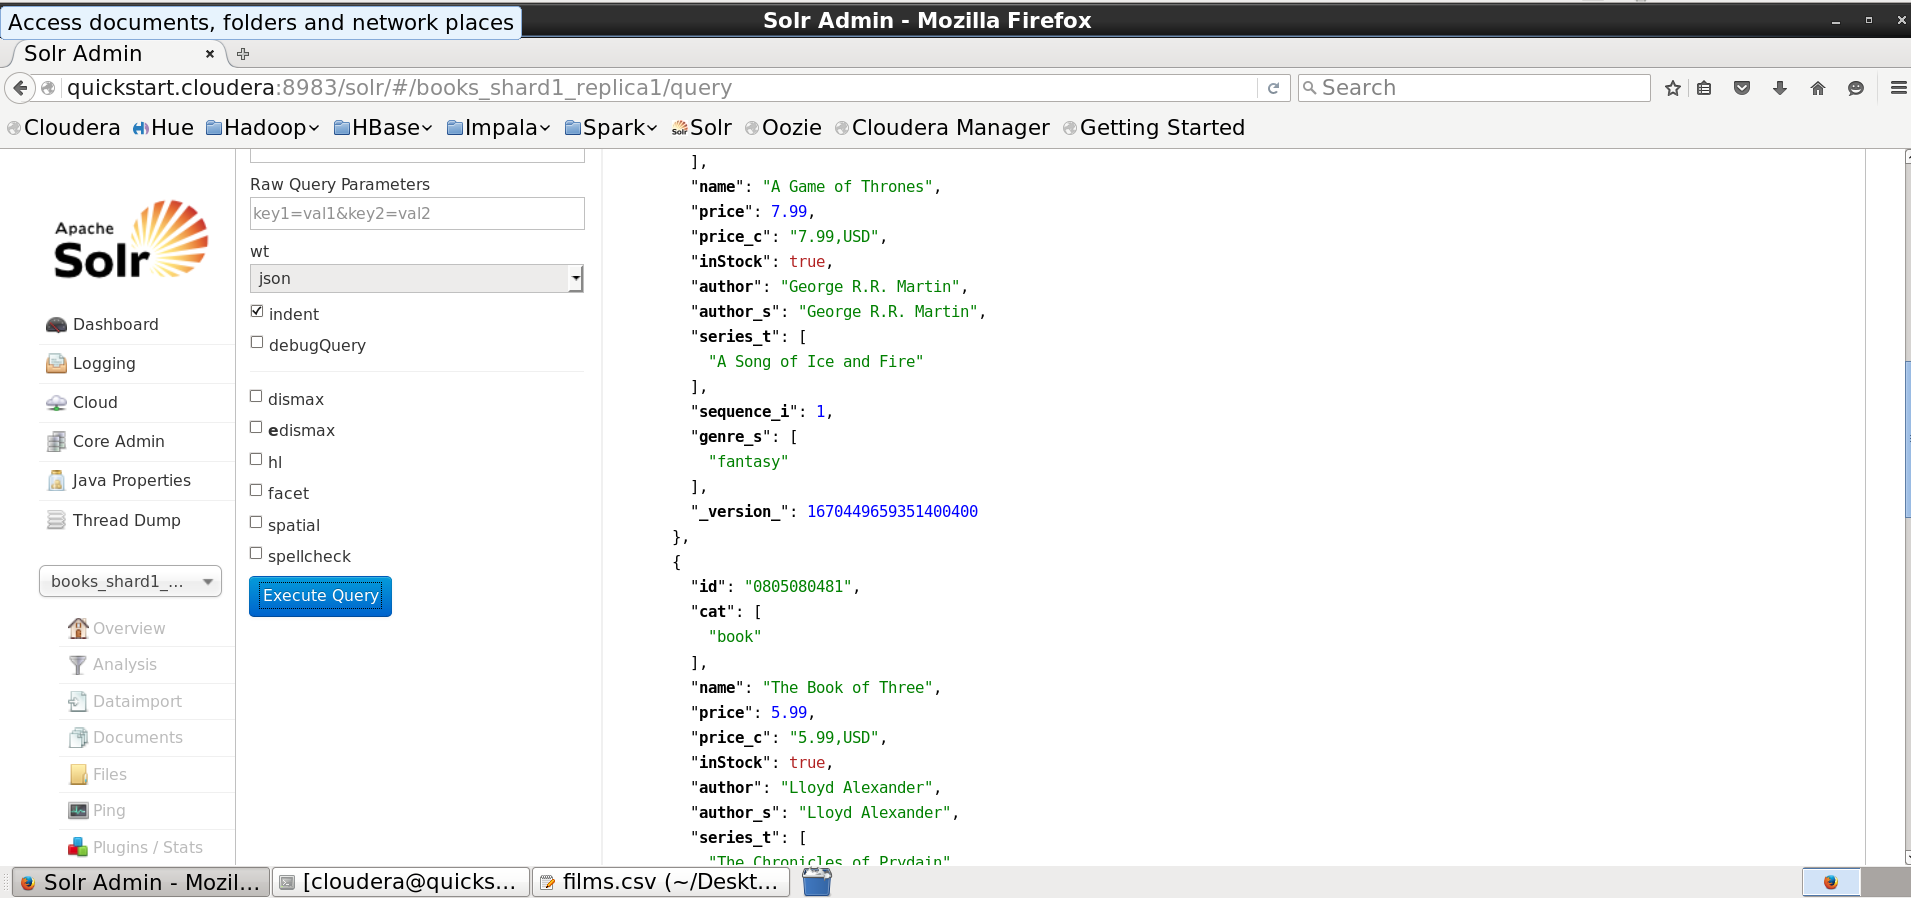 Access documents, folders and network places
Solr Admin - Mozilla Firefox
Solr Admin
quickstart.cloudera:8983/solr/#/books_shard1_replica1/query
Search
Cloudera Hue Hadoop HBase Impala Spark Solr Oozie Cloudera Manager Getting Started
Apache
Solr
Dashboard
Logging
Cloud
Core Admin
Java Properties
Thread Dump
books_shard1_...
Overview
Analysis
Dataimport
Documents
Files
Ping
Plugins / Stats
Raw Query Parameters
key1=val1&key2=val2
wt
json
indent
debugQuery
dismax
edismax
hl
facet
spatial
spellcheck
Execute Query
],
"name": "A Game of Thrones",
"price": 7.99,
"price_c": "7.99,USD",
"inStock": true,
"author": "George R.R. Martin",
"author_s": "George R.R. Martin",
"series_t": [
"A Song of Ice and Fire"
],
"sequence_i": 1,
"genre_s": [
"fantasy"
],
"_version_": 1670449659351400400
},
{
"id": "0805080481",
"cat": [
"book"
],
"name": "The Book of Three",
"price": 5.99,
"price_c": "5.99,USD",
"inStock": true,
"author": "Lloyd Alexander",
"author_s": "Lloyd Alexander",
"series_t": [
"The Chronicles of Prydain"
Solr Admin - Mozil...
[cloudera@quicks...
films.csv (~/Deskt...